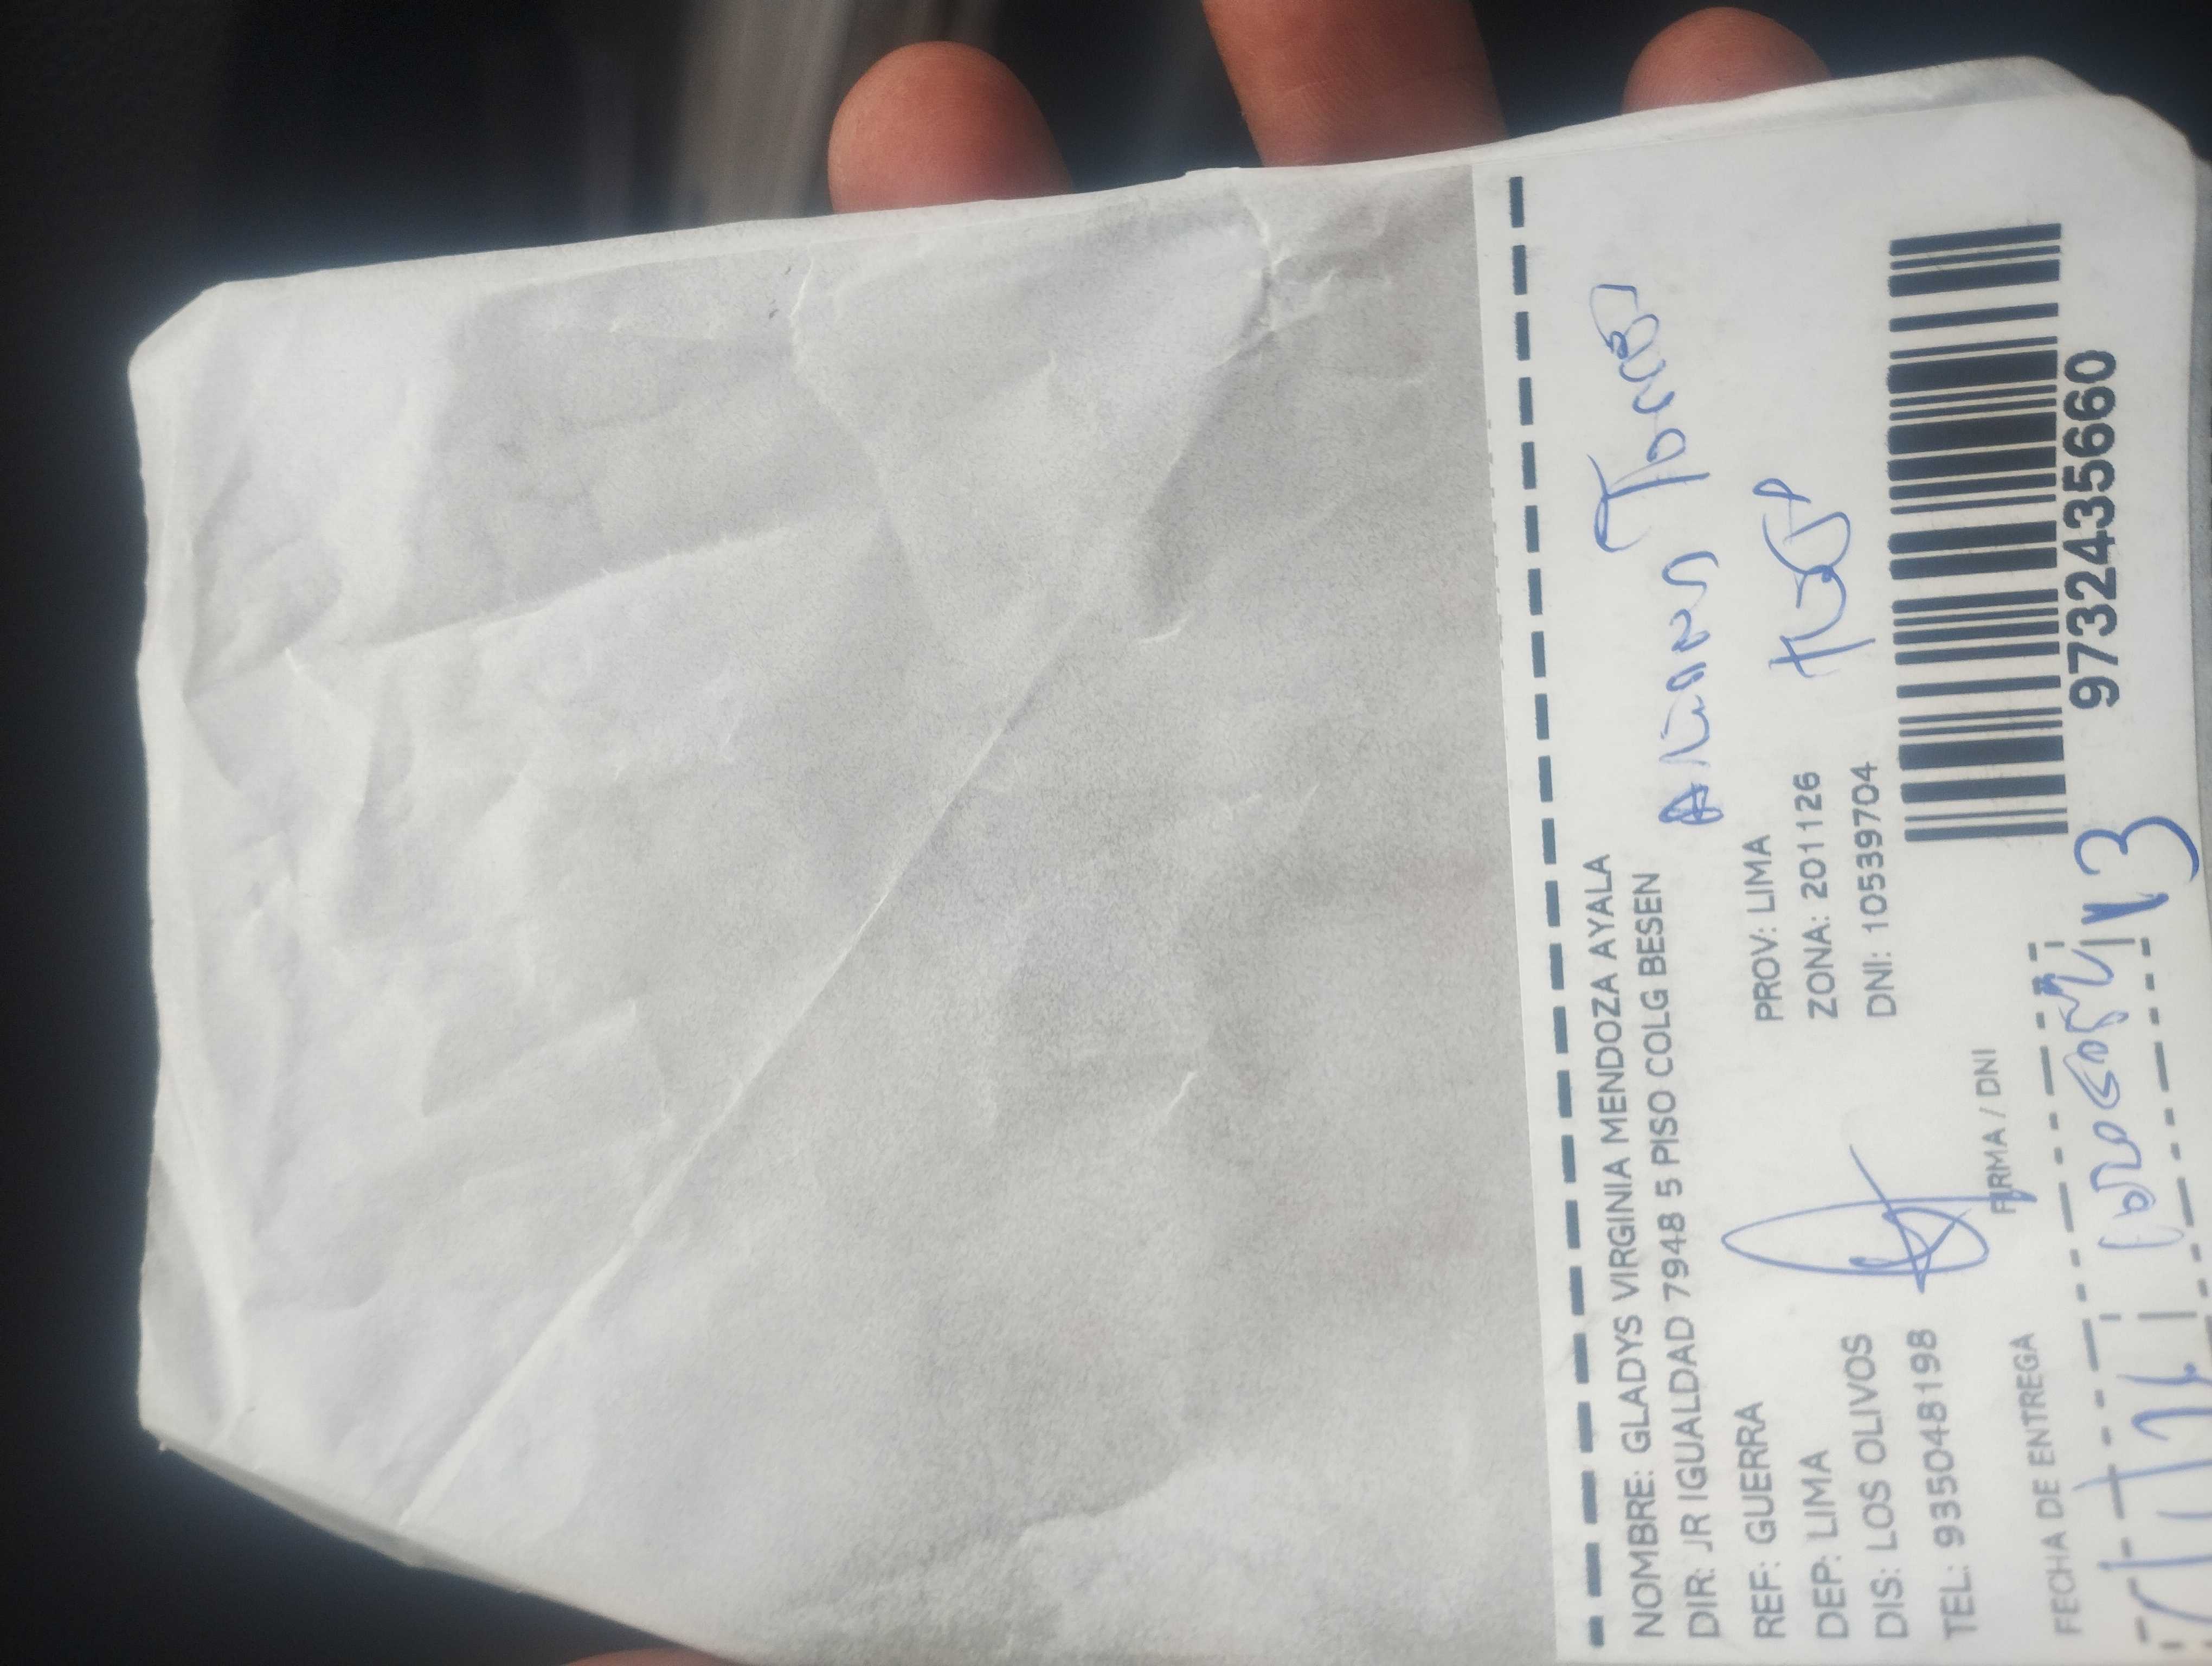 NOMBRE: GLADYS VIRGINIA MENDOZA AYALA
DIR: JR IGUALDAD 7948 5 PISO COLG BESEN
REF: GUERRA
DEP: LIMA PROV: LIMA
DIS: LOS OLIVOS ZONA: 201126
TEL: 935048198 DNI: 10539704
FIRMA / DNI
FECHA DE ENTREGA
9732435660